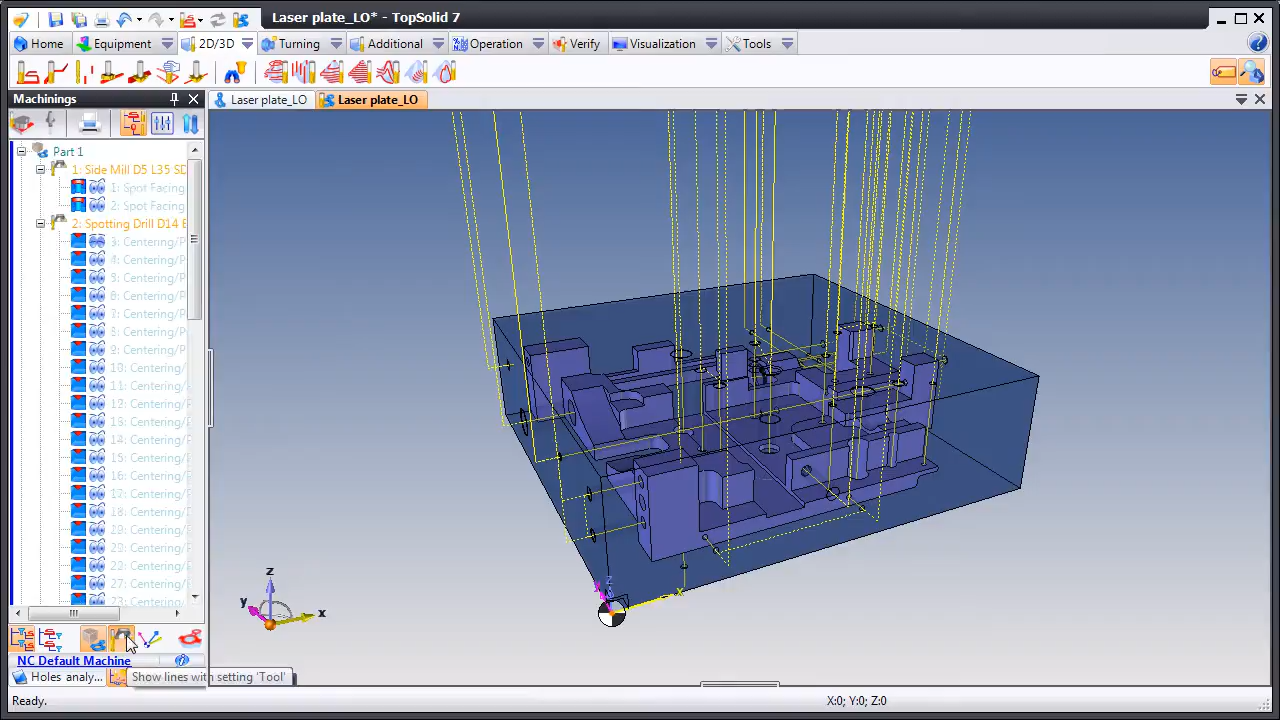 Laser plate_LO* - TopSolid 7
Home
Equipment
2D/3D
Turning
Additional
Operation
Verify
Visualization
Tools
Machinings
Laser plate_LO
Laser plate_LO
Part 1
1: Side Mill D5 L35 SD
1: Spot Facing
2: Spot Facing
2: Spotting Drill D14
3: Centering/P
4: Centering/P
5: Centering/P
6: Centering/P
7: Centering/P
8: Centering/P
9: Centering/P
10: Centering/
11: Centering/
12: Centering/
13: Centering/
14: Centering/
15: Centering/
16: Centering/
17: Centering/
18: Centering/
19: Centering/
20: Centering/
22: Centering/
27: Centering/
Centering/
z
y
x
NC Default Machine
Holes analy...
Show lines with setting 'Tool'
Ready.
X:0; Y:0; Z:0